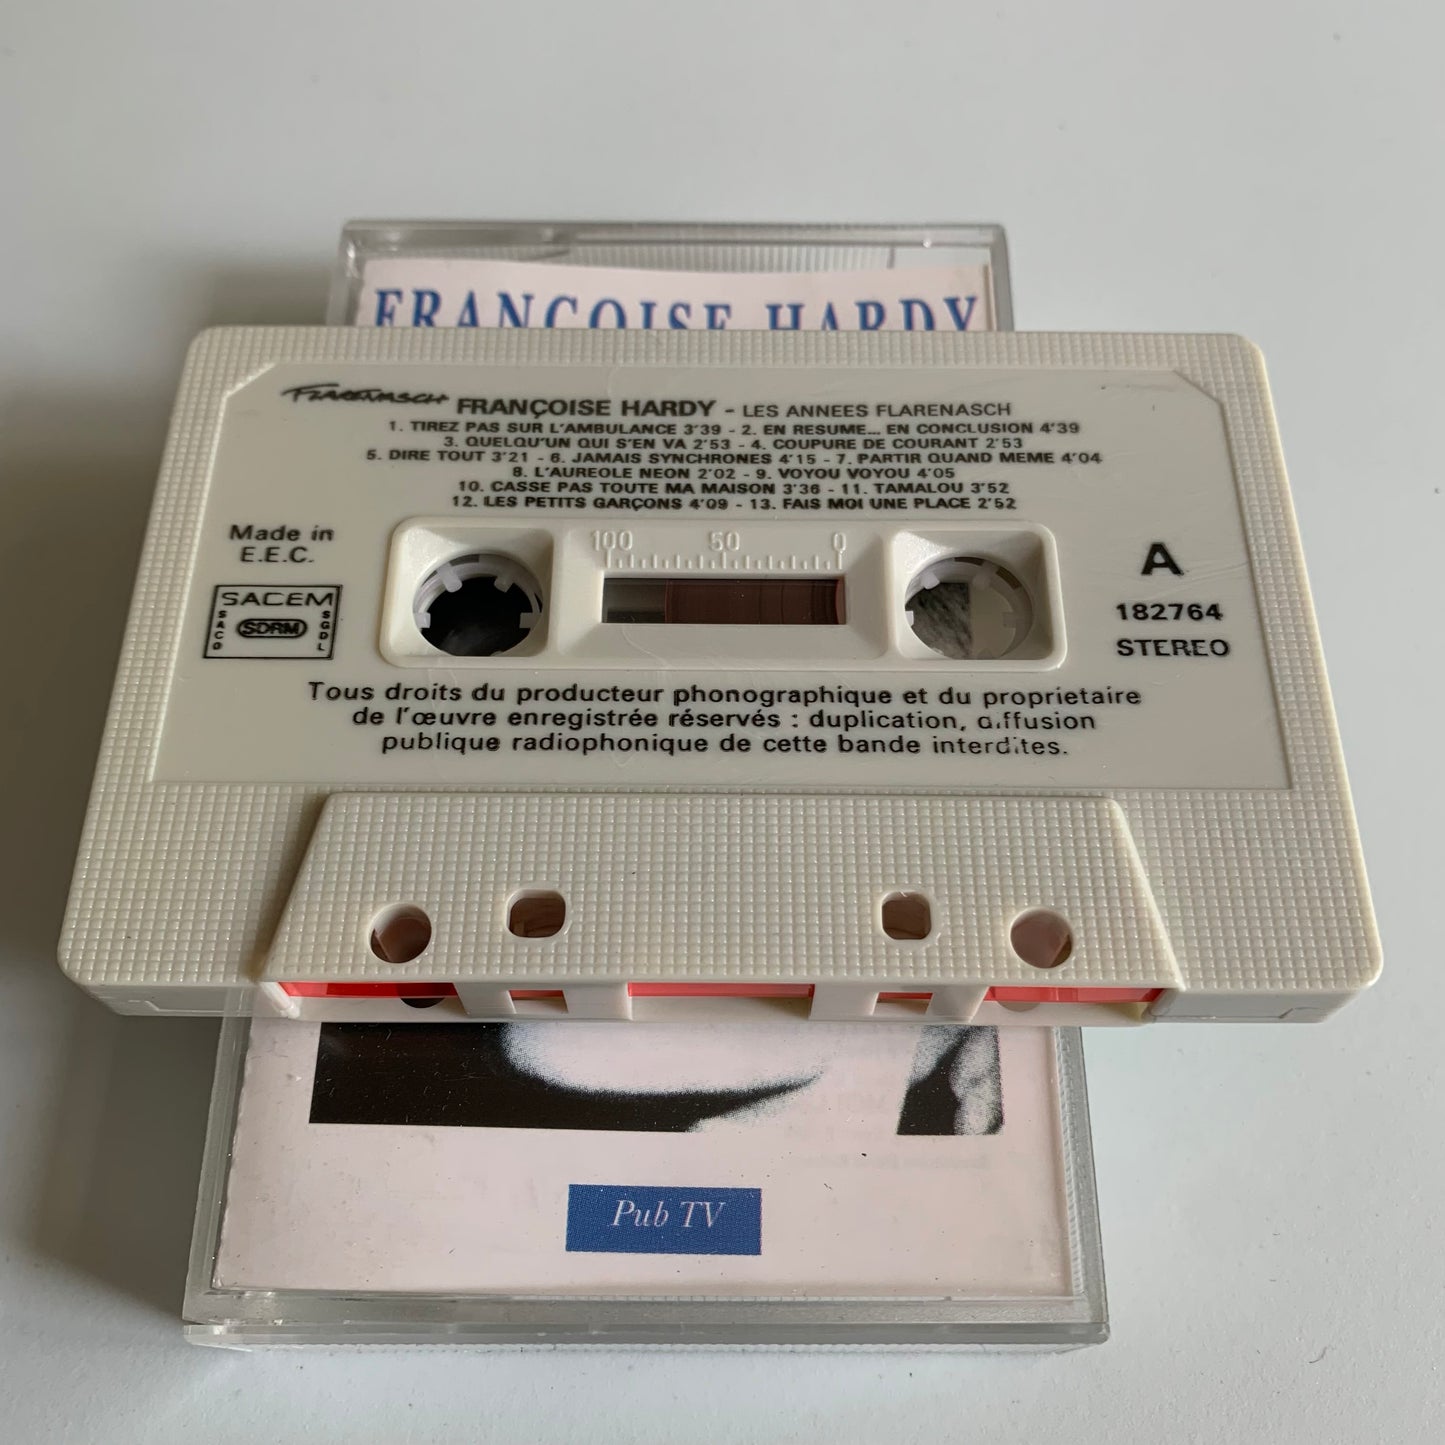 FRANÇOISE HARDY
FLARENASCH FRANÇOISE HARDY - LES ANNEES FLARENASCH
1. TIREZ PAS SUR L'AMBULANCE 3'39 - 2. EN RESUME... EN CONCLUSION 4'39
3. QUELQU'UN QUI S'EN VA 2'53 - 4. COUPURE DE COURANT 2'53
5. DIRE TOUT 3'21 - 6. JAMAIS SYNCHRONES 4'15 - 7. PARTIR QUAND MEME 4'04
8. L'AUREOLE NEON 2'02 - 9. VOYOU VOYOU 4'05
10. CASSE PAS TOUTE MA MAISON 3'36 - 11. TAMALOU 3'52
12. LES PETITS GARÇONS 4'09 - 13. FAIS MOI UNE PLACE 2'52
Made in
E.E.C.
SACEM
SACD
SDRM
SGDL
100 50 0
A
182764
STEREO
Tous droits du producteur phonographique et du proprietaire
de l'œuvre enregistrée réservés : duplication, diffusion
publique radiophonique de cette bande interdites.
Pub TV